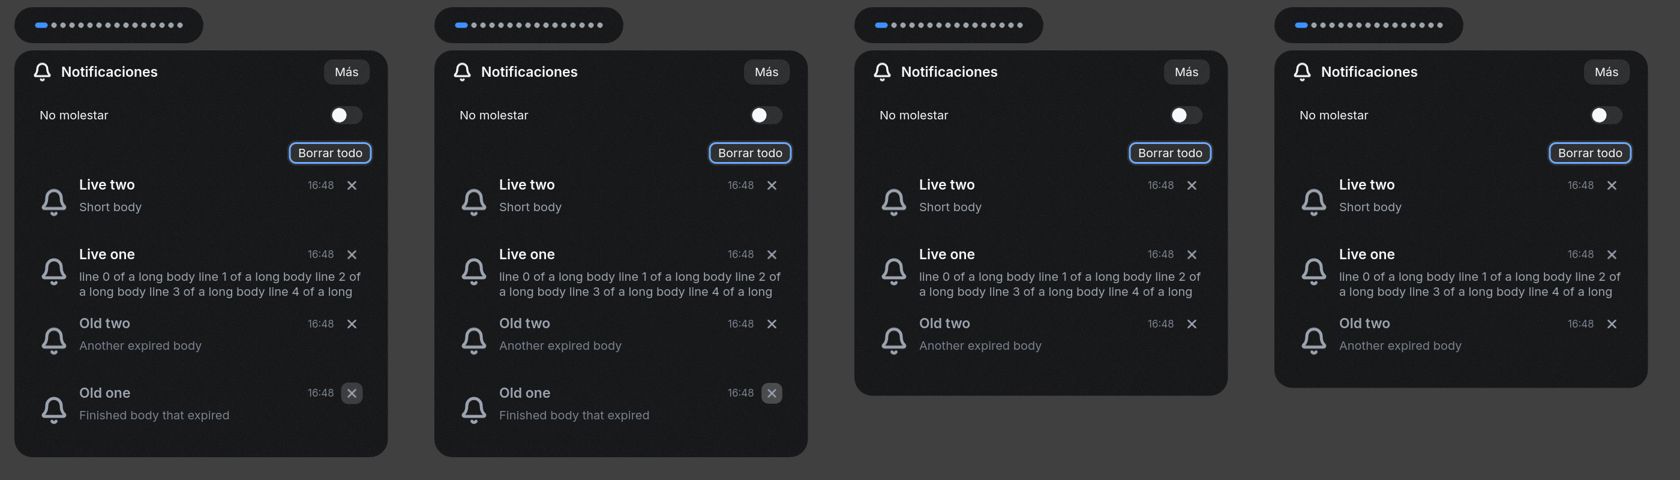 Notificaciones
Más
No molestar
Borrar todo
Live two
16:48
Short body
Live one
16:48
line 0 of a long body line 1 of a long body line 2 of
a long body line 3 of a long body line 4 of a long
Old two
16:48
Another expired body
Old one
16:48
Finished body that expired
Notificaciones
Más
No molestar
Borrar todo
Live two
16:48
Short body
Live one
16:48
line 0 of a long body line 1 of a long body line 2 of
a long body line 3 of a long body line 4 of a long
Old two
16:48
Another expired body
Old one
16:48
Finished body that expired
Notificaciones
Más
No molestar
Borrar todo
Live two
16:48
Short body
Live one
16:48
line 0 of a long body line 1 of a long body line 2 of
a long body line 3 of a long body line 4 of a long
Old two
16:48
Another expired body
Notificaciones
Más
No molestar
Borrar todo
Live two
16:48
Short body
Live one
16:48
line 0 of a long body line 1 of a long body line 2 of
a long body line 3 of a long body line 4 of a long
Old two
16:48
Another expired body